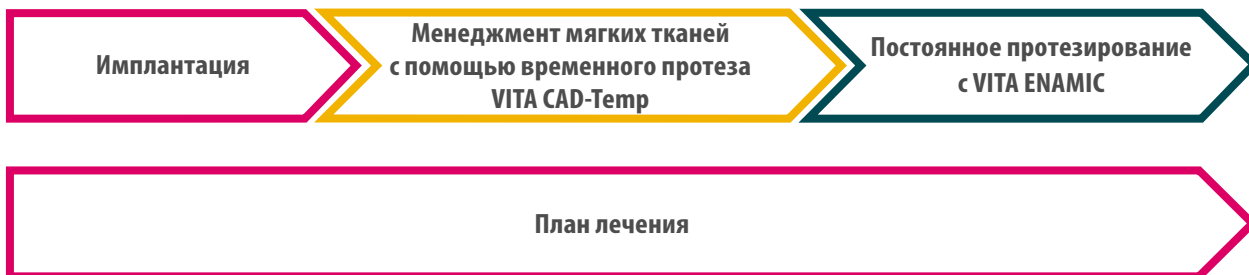 Имплантация
Менеджмент мягких тканей
с помощью временного протеза
VITA CAD-Temp
Постоянное протезирование
с VITA ENAMIC
План лечения